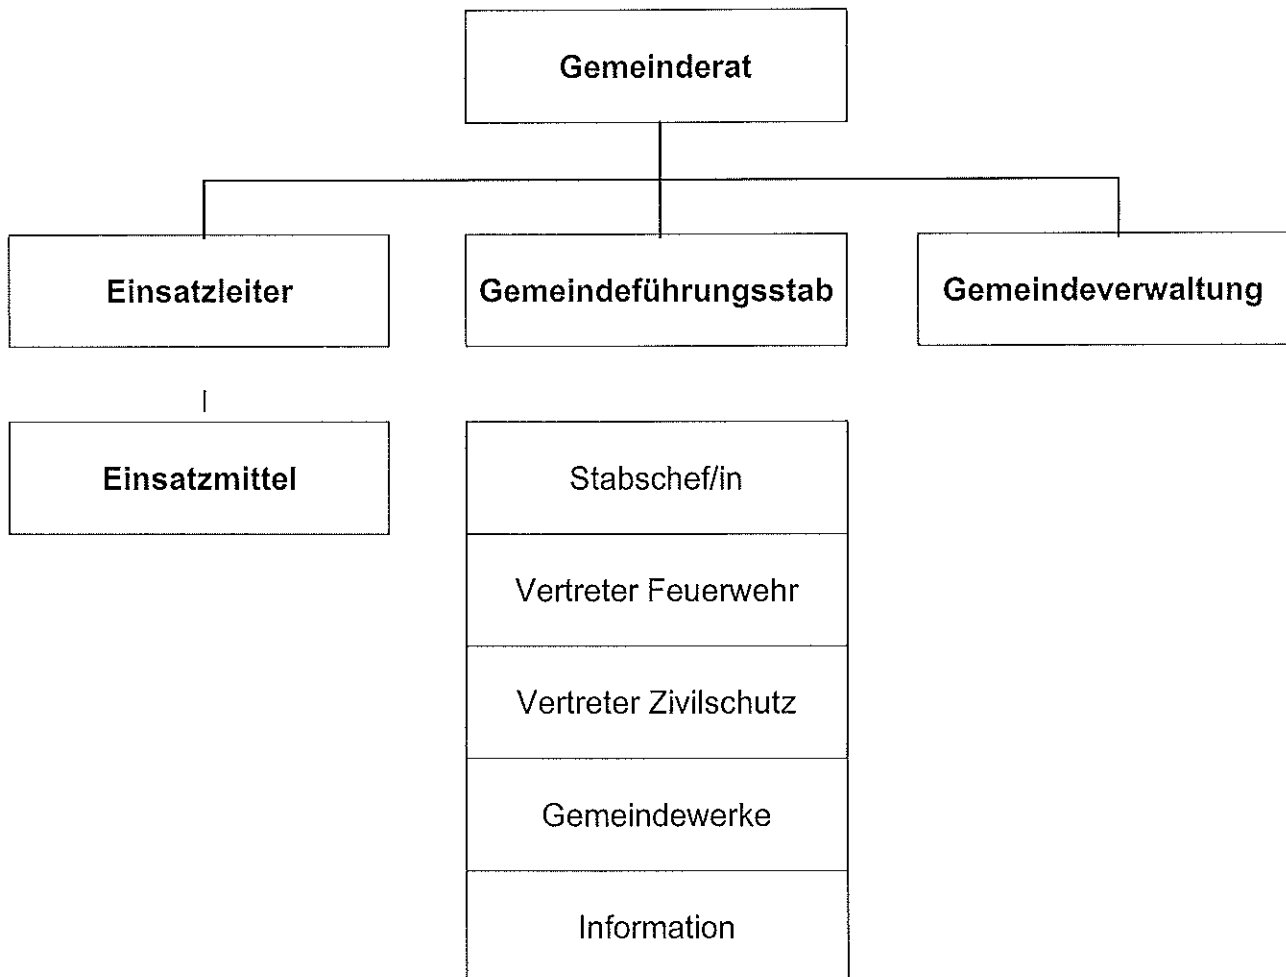 Gemeinderat
Einsatzleiter
Gemeindeführungsstab
Gemeindeverwaltung
Einsatzmittel
Stabschef/in
Vertreter Feuerwehr
Vertreter Zivilschutz
Gemeindewerke
Information